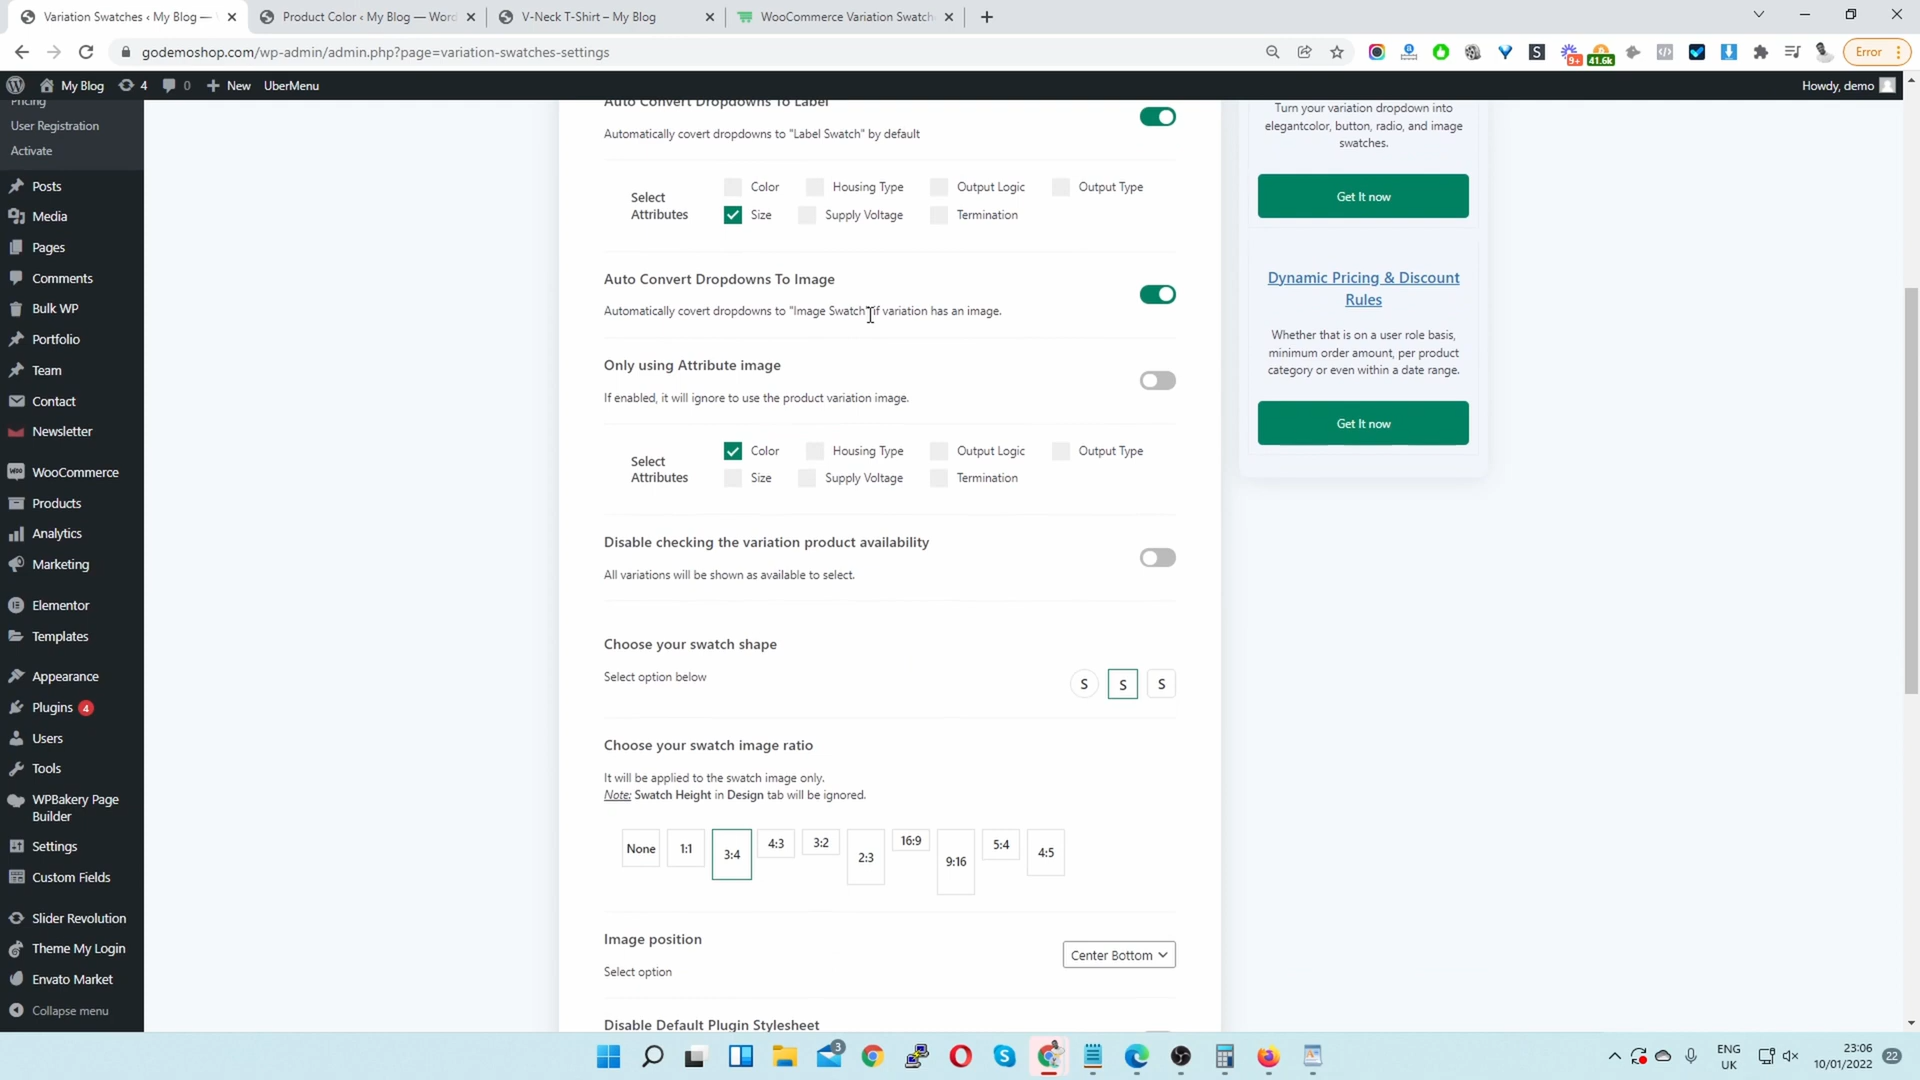 Variation Swatches ‹ My Blog —
Product Color ‹ My Blog — Word
V-Neck T-Shirt – My Blog
WooCommerce Variation Swatch
godemoshop.com/wp-admin/admin.php?page=variation-swatches-settings
9+
41.6k
Error
My Blog
4
0
New
UberMenu
Howdy, demo
Pricing
User Registration
Activate
Posts
Media
Pages
Comments
Bulk WP
Portfolio
Team
Contact
Newsletter
WooCommerce
Products
Analytics
Marketing
Elementor
Templates
Appearance
Plugins 4
Users
Tools
WPBakery Page
Builder
Settings
Custom Fields
Slider Revolution
Theme My Login
Envato Market
Collapse menu
Auto Convert Dropdowns To Label
Automatically covert dropdowns to "Label Swatch" by default
Select
Attributes
Color
Housing Type
Output Logic
Output Type
Size
Supply Voltage
Termination
Auto Convert Dropdowns To Image
Automatically covert dropdowns to "Image Swatch" if variation has an image.
Only using Attribute image
If enabled, it will ignore to use the product variation image.
Select
Attributes
Color
Housing Type
Output Logic
Output Type
Size
Supply Voltage
Termination
Disable checking the variation product availability
All variations will be shown as available to select.
Choose your swatch shape
Select option below
S
S
S
Choose your swatch image ratio
It will be applied to the swatch image only.
Note: Swatch Height in Design tab will be ignored.
None
1:1
3:4
4:3
3:2
2:3
16:9
9:16
5:4
4:5
Image position
Center Bottom
Select option
Disable Default Plugin Stylesheet
Turn your variation dropdown into
elegantcolor, button, radio, and image
swatches.
Get It now
Dynamic Pricing & Discount
Rules
Whether that is on a user role basis,
minimum order amount, per product
category or even within a date range.
Get It now
3
ENG
UK
23:06
10/01/2022
22